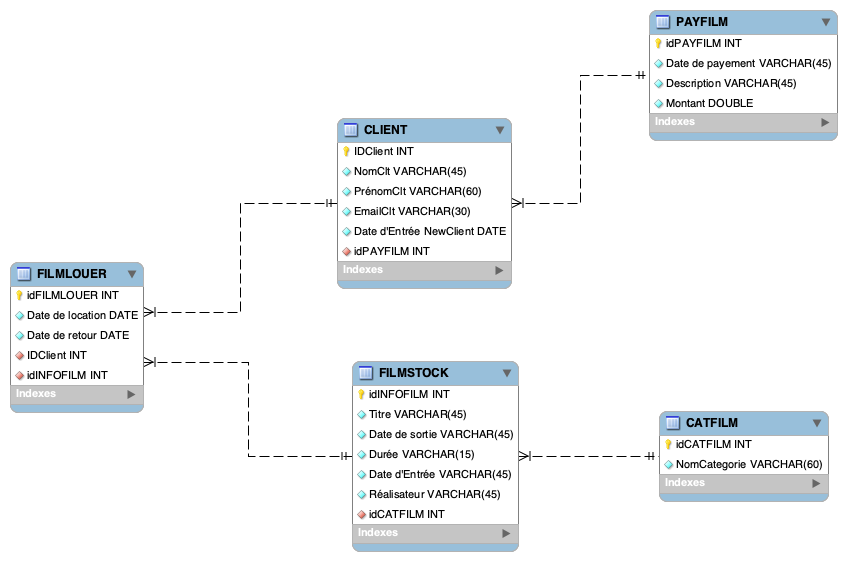 PAYFILM
idPAYFILM INT
Date de payement VARCHAR(45)
Description VARCHAR(45)
Montant DOUBLE
Indexes
CLIENT
IDClient INT
NomClt VARCHAR(45)
PrénomClt VARCHAR(60)
EmailClt VARCHAR(30)
Date d'Entrée NewClient DATE
idPAYFILM INT
Indexes
FILMLOUER
idFILMLOUER INT
Date de location DATE
Date de retour DATE
IDClient INT
idINFOFILM INT
Indexes
FILMSTOCK
idINFOFILM INT
Titre VARCHAR(45)
Date de sortie VARCHAR(45)
Durée VARCHAR(15)
Date d'Entrée VARCHAR(45)
Réalisateur VARCHAR(45)
idCATFILM INT
Indexes
CATFILM
idCATFILM INT
NomCategorie VARCHAR(60)
Indexes